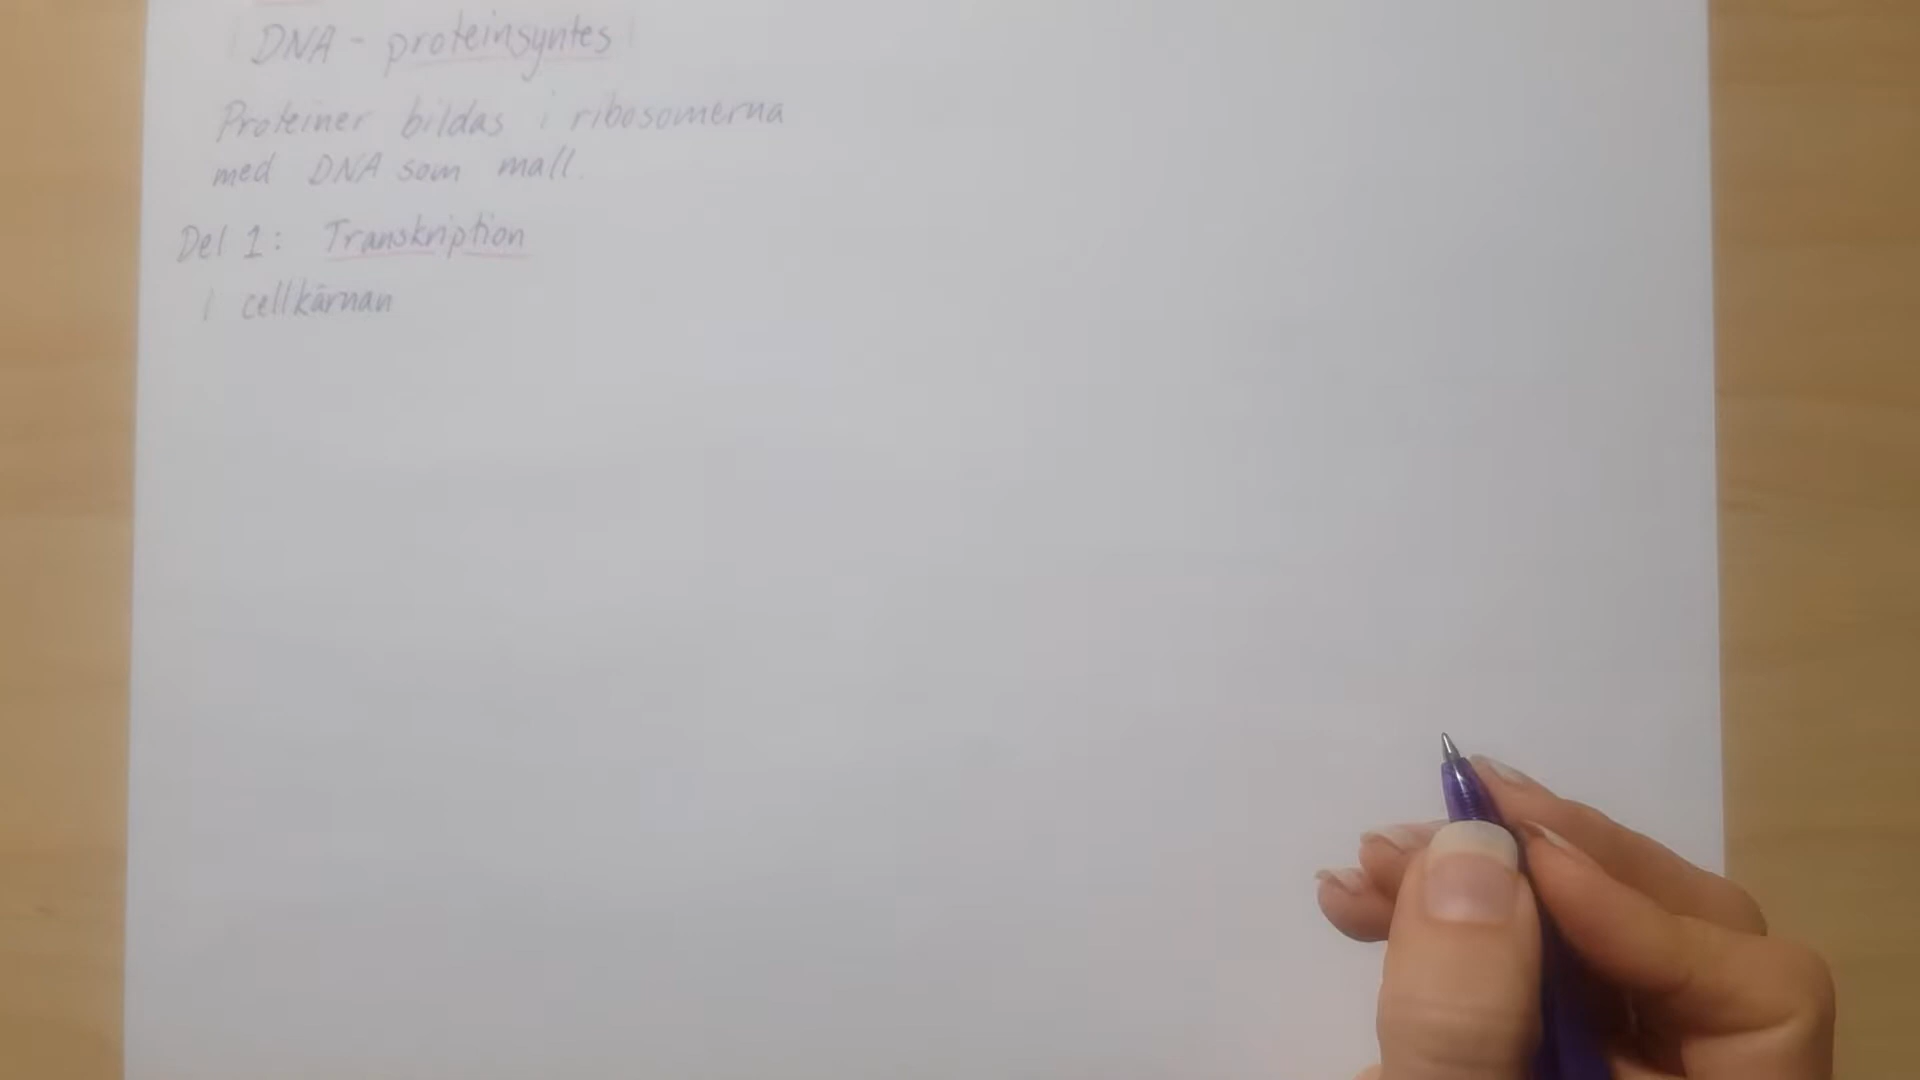 DNA - proteinsyntes
Proteiner bildas i ribosomerna
med DNA som mall.
Del 1: Transkription
i cellkärnan